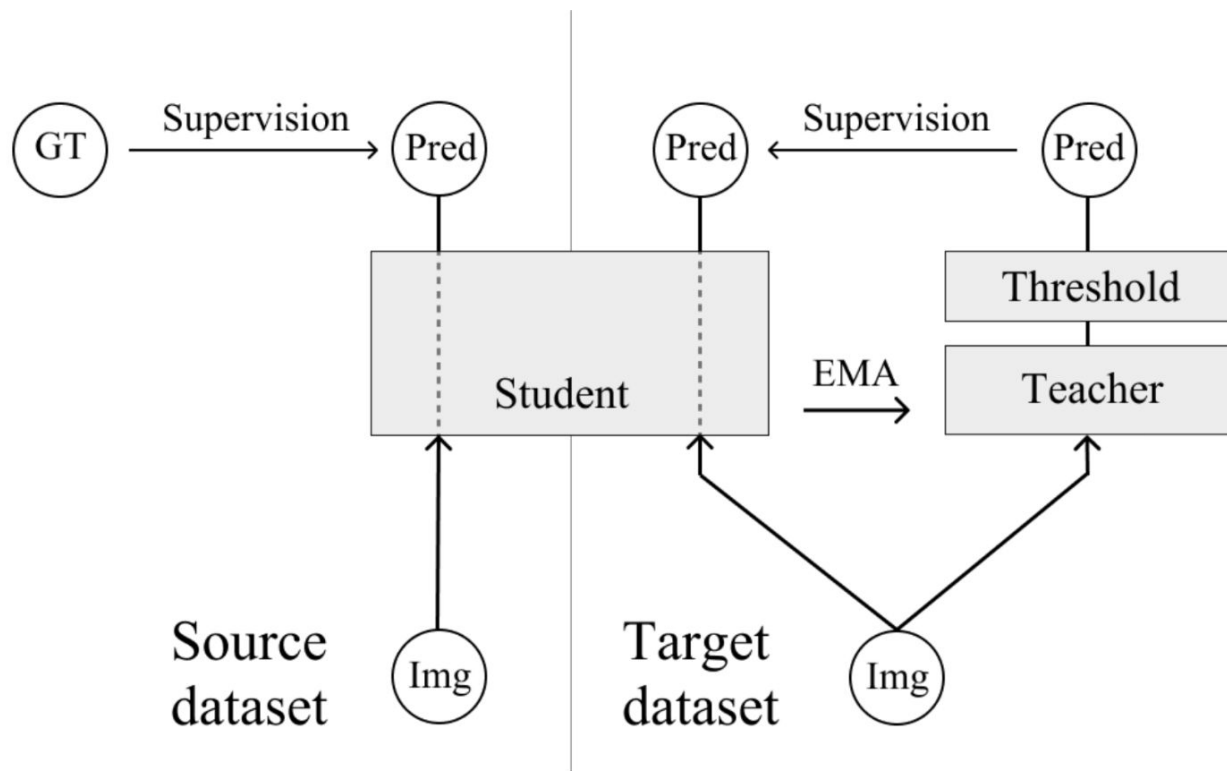 GT
Supervision
Pred
Pred
Supervision
Pred
Threshold
Student
EMA
Teacher
Source
dataset
Img
Target
dataset
Img